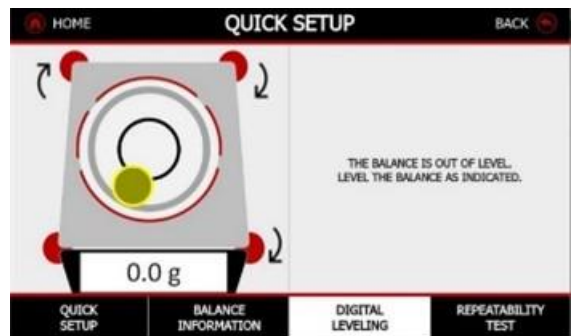 HOME
QUICK SETUP
BACK
THE BALANCE IS OUT OF LEVEL.
LEVEL THE BALANCE AS INDICATED.
0.0 g
QUICK
SETUP
BALANCE
INFORMATION
DIGITAL
LEVELING
REPEATABILITY
TEST